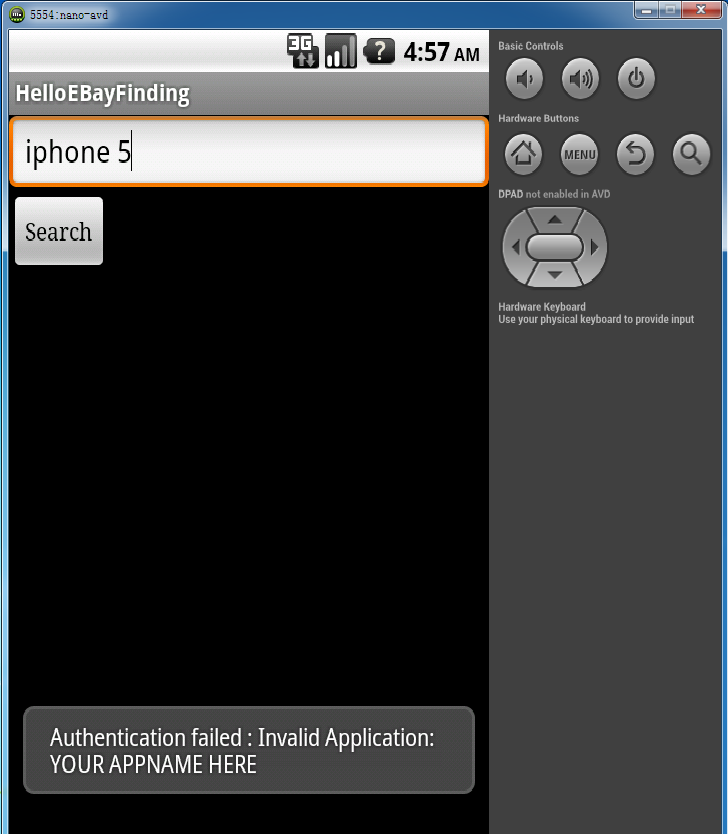 5554:nano-avd
3G ? 4:57 AM
HelloEBayFinding
iphone 5
Search
Authentication failed : Invalid Application:
YOUR APPNAME HERE
Basic Controls
Hardware Buttons
MENU
DPAD not enabled in AVD
Hardware Keyboard
Use your physical keyboard to provide input